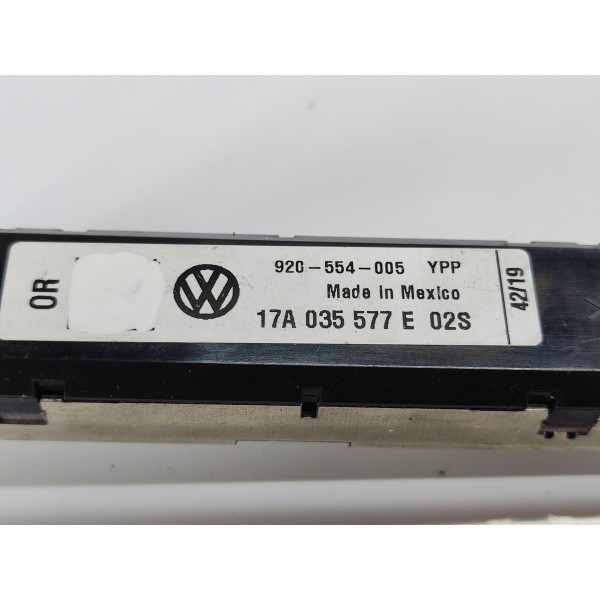 OR
920-554-005 YPP
Made in Mexico
17A 035 577 E 02S
42/19